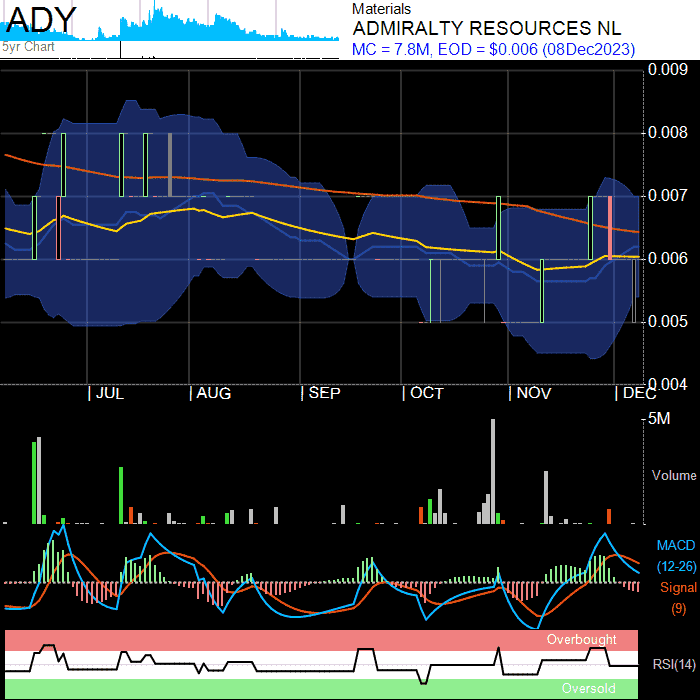 ADY
5yr Chart
Materials
ADMIRALTY RESOURCES NL
MC = 7.8M, EOD = $0.006 (08Dec2023)
0.009
0.008
0.007
0.006
0.005
0.004
JUL AUG SEP OCT NOV DEC
5M
Volume
MACD
(12-26)
Signal
(9)
Overbought
RSI(14)
Oversold